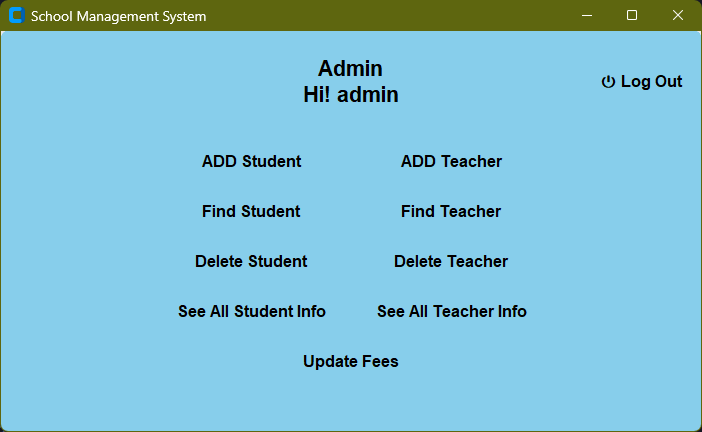 School Management System
Admin
Hi! admin
Log Out
ADD Student
ADD Teacher
Find Student
Find Teacher
Delete Student
Delete Teacher
See All Student Info
See All Teacher Info
Update Fees